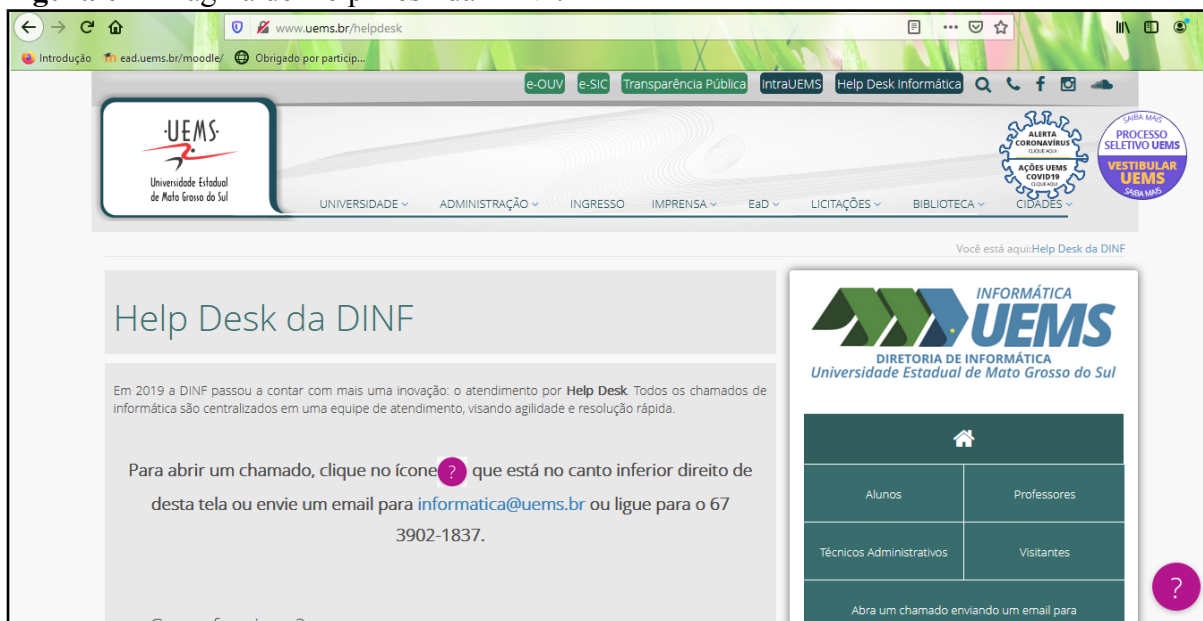 www.uems.br/helpdesk
Introdução ead.uems.br/moodle/ Obrigado por particip...
e-OUV e-SIC Transparência Pública IntraUEMS Help Desk Informática
·UEMS·
Universidade Estadual
de Mato Grosso do Sul
ALERTA
CORONAVÍRUS
CLIQUE AQUI
AÇÕES UEMS
COVID19
CLIQUE AQUI
SAIBA MAIS
PROCESSO
SELETIVO UEMS
VESTIBULAR
UEMS
SAIBA MAIS
UNIVERSIDADE ADMINISTRAÇÃO INGRESSO IMPRENSA EaD LICITAÇÕES BIBLIOTECA CIDADES
Você está aqui:Help Desk da DINF
Help Desk da DINF
Em 2019 a DINF passou a contar com mais uma inovação: o atendimento por Help Desk. Todos os chamados de
informática são centralizados em uma equipe de atendimento, visando agilidade e resolução rápida.
Para abrir um chamado, clique no ícone ? que está no canto inferior direito de
desta tela ou envie um email para informatica@uems.br ou ligue para o 67
3902-1837.
INFORMÁTICA
UEMS
DIRETORIA DE INFORMÁTICA
Universidade Estadual de Mato Grosso do Sul
Alunos Professores
Técnicos Administrativos Visitantes
Abra um chamado enviando um email para
?